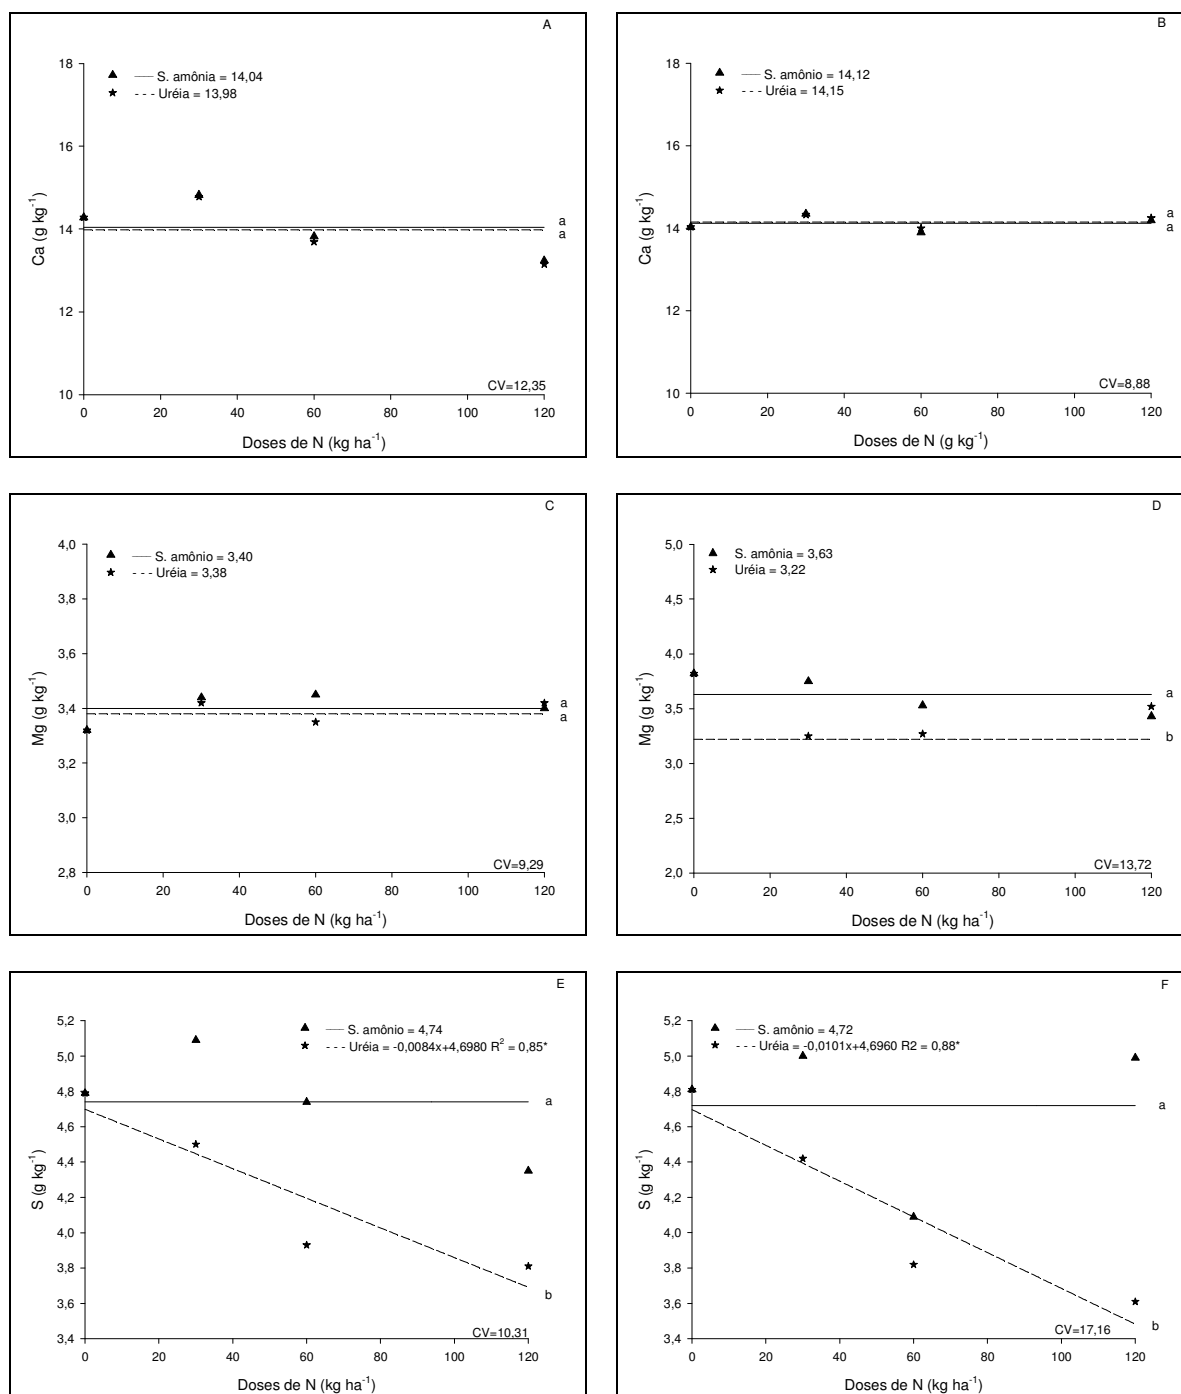 A
S. amônia = 14,04
Uréia = 13,98
18
16
14
12
10
Ca (g kg⁻¹)
a
a
CV=12,35
0 20 40 60 80 100 120
Doses de N (kg ha⁻¹)
B
S. amônio = 14,12
Uréia = 14,15
18
16
14
12
10
Ca (g kg⁻¹)
a
a
CV=8,88
0 20 40 60 80 100 120
Doses de N (g kg⁻¹)
C
S. amônio = 3,40
Uréia = 3,38
4,0
3,8
3,6
3,4
3,2
3,0
2,8
Mg (g kg⁻¹)
a
a
CV=9,29
0 20 40 60 80 100 120
Doses de N (kg ha⁻¹)
D
S. amônia = 3,63
Uréia = 3,22
5,0
4,5
4,0
3,5
3,0
2,5
2,0
Mg (g kg⁻¹)
a
b
CV=13,72
0 20 40 60 80 100 120
Doses de N (kg ha⁻¹)
E
S. amônio = 4,74
Uréia = -0,0084x+4,6980 R² = 0,85*
5,2
5,0
4,8
4,6
4,4
4,2
4,0
3,8
3,6
3,4
S (g kg⁻¹)
a
b
CV=10,31
0 20 40 60 80 100 120
Doses de N (kg ha⁻¹)
F
S. amônio = 4,72
Uréia = -0,0101x+4,6960 R2 = 0,88*
5,2
5,0
4,8
4,6
4,4
4,2
4,0
3,8
3,6
3,4
S (g kg⁻¹)
a
b
CV=17,16
0 20 40 60 80 100 120
Doses de N (kg ha⁻¹)